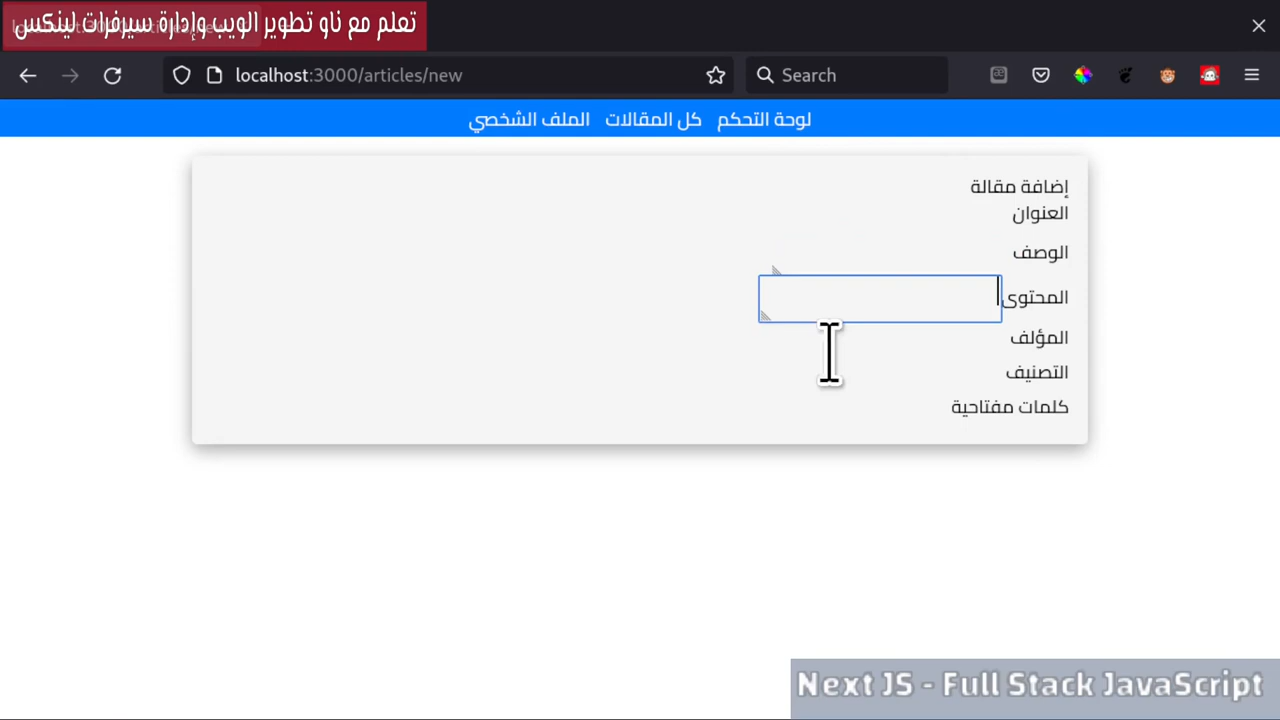 تعلم مع ناو تطوير الويب وإدارة سيرفرات لينكس
localhost:3000/articles/new
Search
لوحة التحكم
كل المقالات
الملف الشخصي
إضافة مقالة
العنوان
الوصف
المحتوى
المؤلف
التصنيف
كلمات مفتاحية
Next JS - Full Stack JavaScript